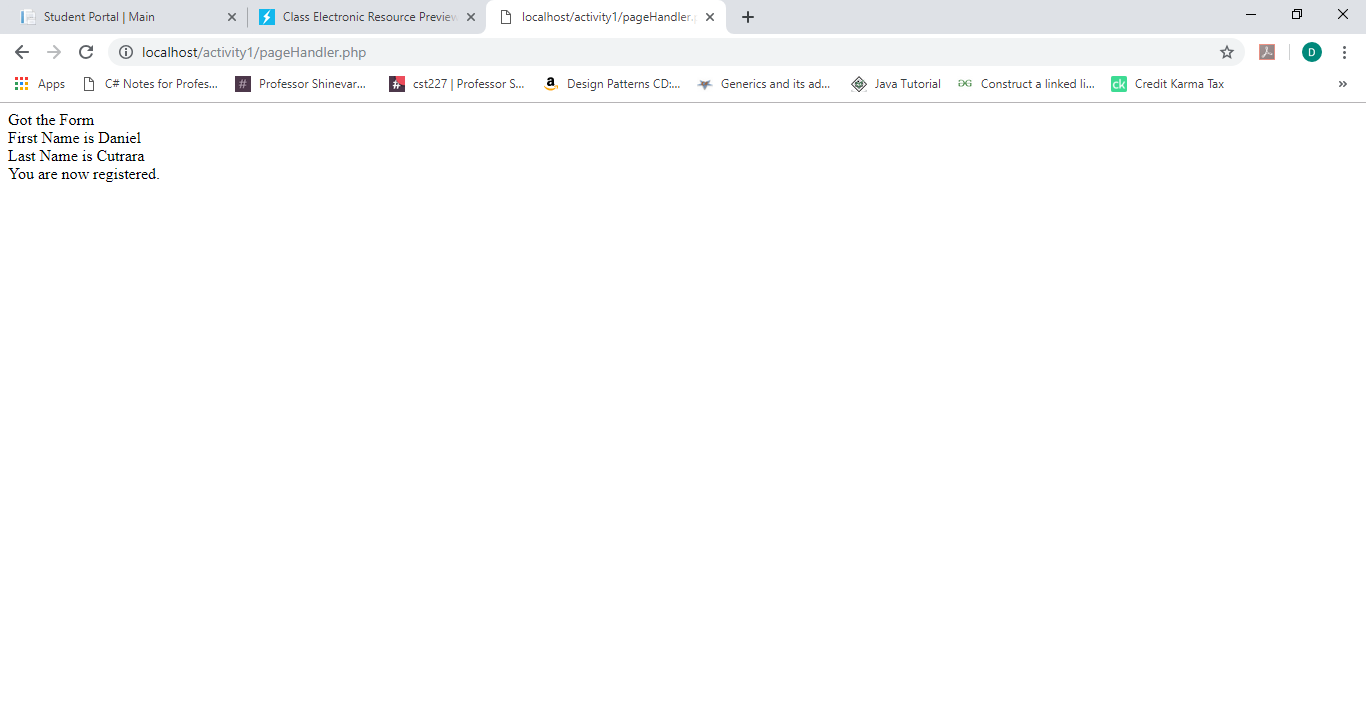 Student Portal | Main
Class Electronic Resource Preview
localhost/activity1/pageHandler.
localhost/activity1/pageHandler.php
D
Apps
C# Notes for Profes...
# Professor Shinevar...
# cst227 | Professor S...
a Design Patterns CD:...
Generics and its ad...
Java Tutorial
Construct a linked li...
ck Credit Karma Tax
»
Got the Form
First Name is Daniel
Last Name is Cutrara
You are now registered.